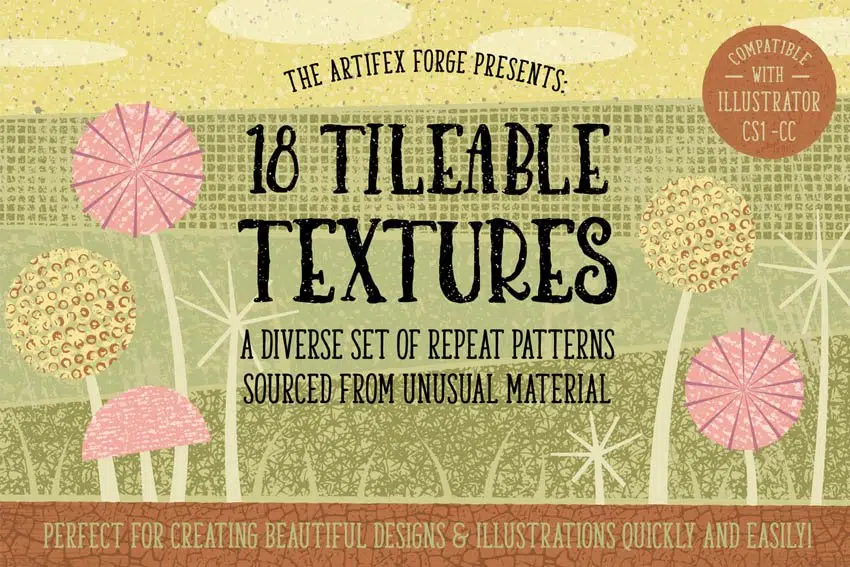 THE ARTIFEX FORGE PRESENTS:
COMPATIBLE
WITH
ILLUSTRATOR
CS1-CC
18 TILEABLE
TEXTURES
A DIVERSE SET OF REPEAT PATTERNS
SOURCED FROM UNUSUAL MATERIAL
PERFECT FOR CREATING BEAUTIFUL DESIGNS & ILLUSTRATIONS QUICKLY AND EASILY!